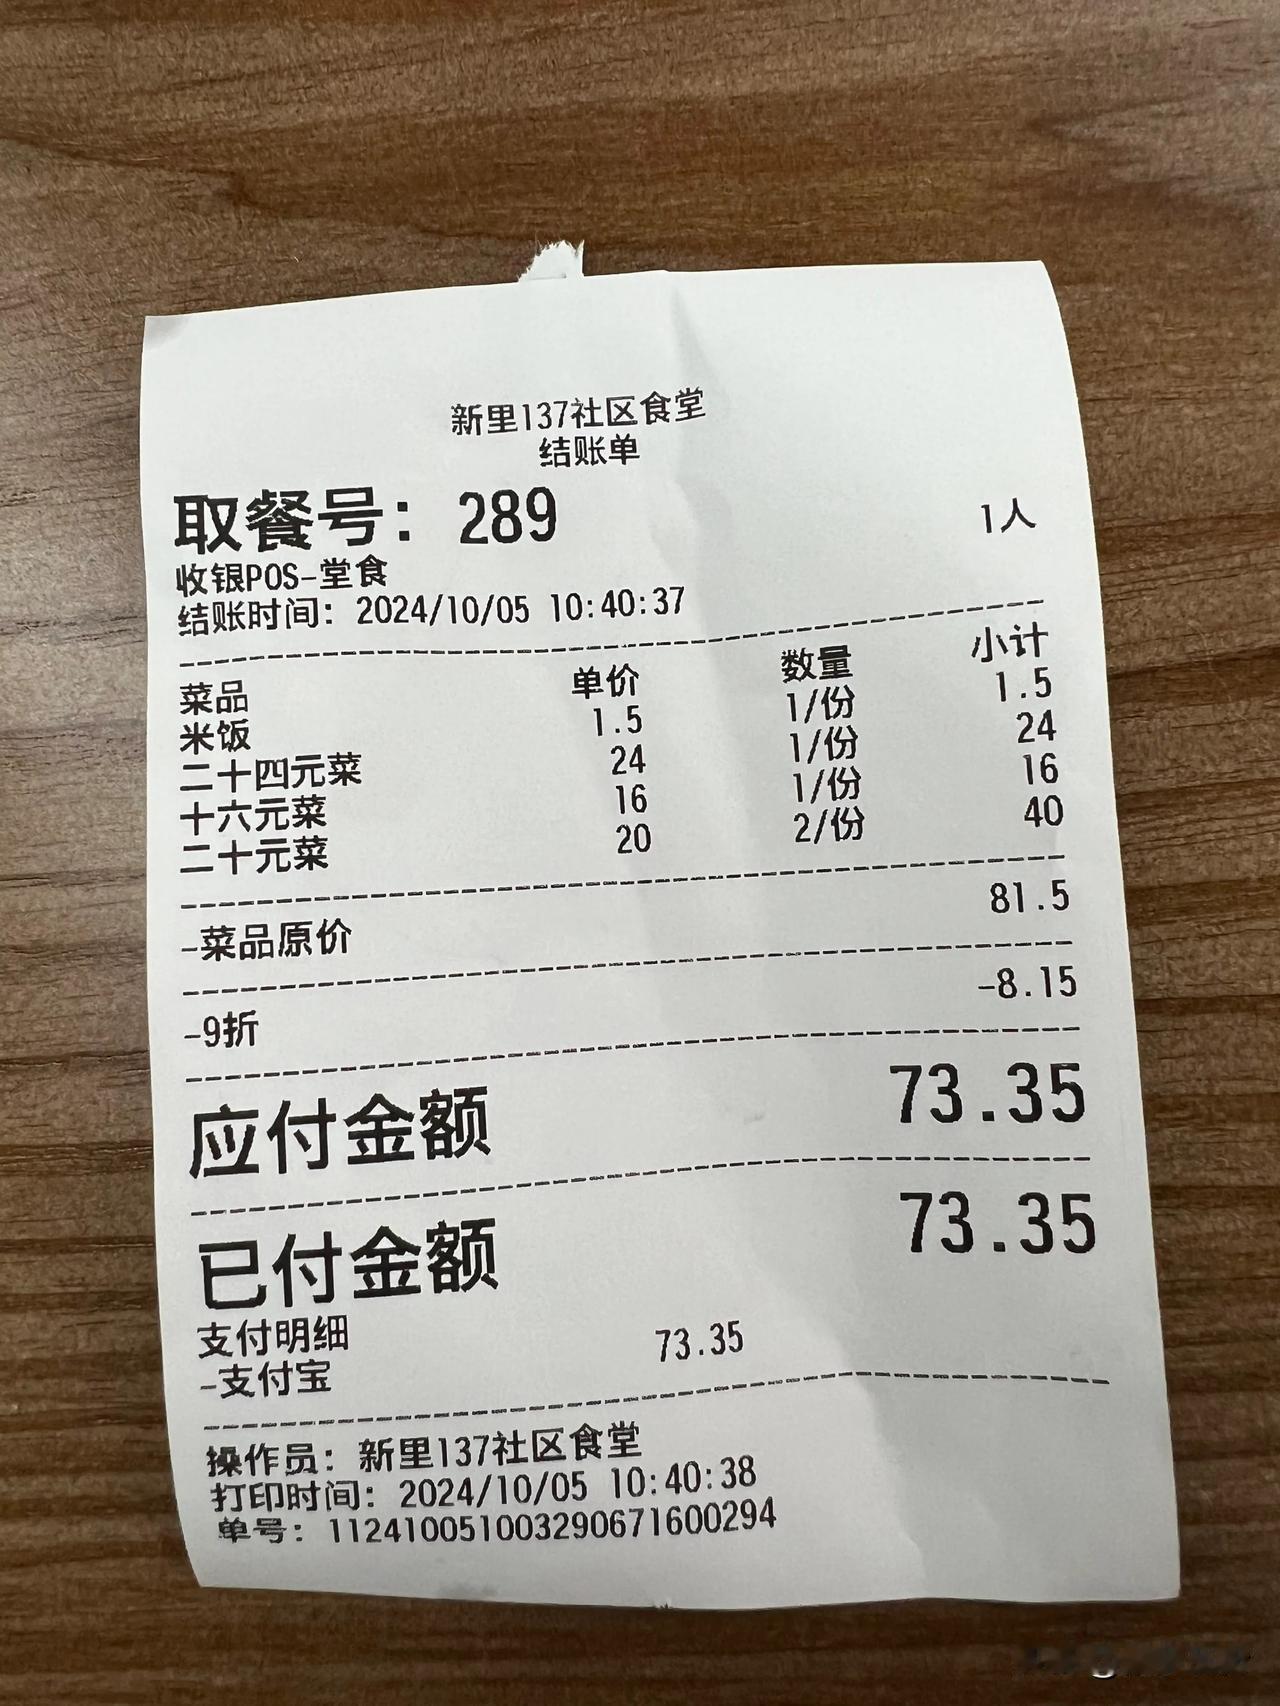 新里137社区食堂
结账单
取餐号: 289 1人
收银POS-堂食
结账时间: 2024/10/05 10:40:37
菜品 单价 数量 小计
米饭 1.5 1/份 1.5
二十四元菜 24 1/份 24
十六元菜 16 1/份 16
二十元菜 20 2/份 40
-菜品原价 81.5
-9折 -8.15
应付金额 73.35
已付金额 73.35
支付明细
-支付宝 73.35
操作员: 新里137社区食堂
打印时间: 2024/10/05 10:40:38
单号: 1124100510032906716​00294